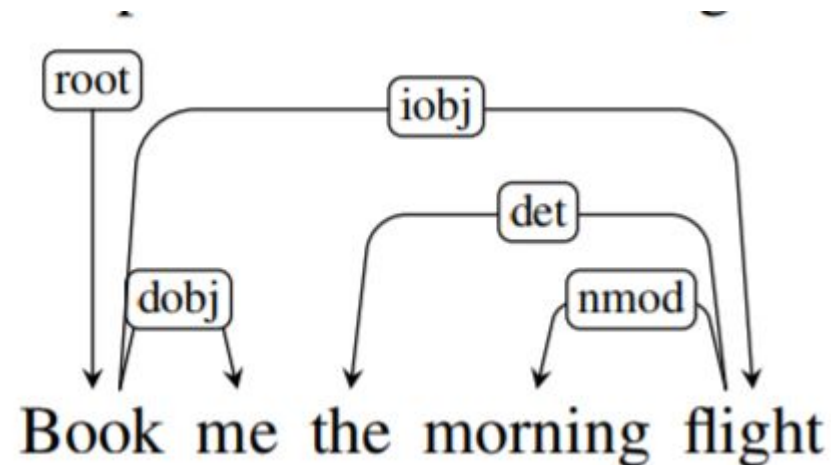 root
iobj
det
dobj
nmod
Book me the morning flight